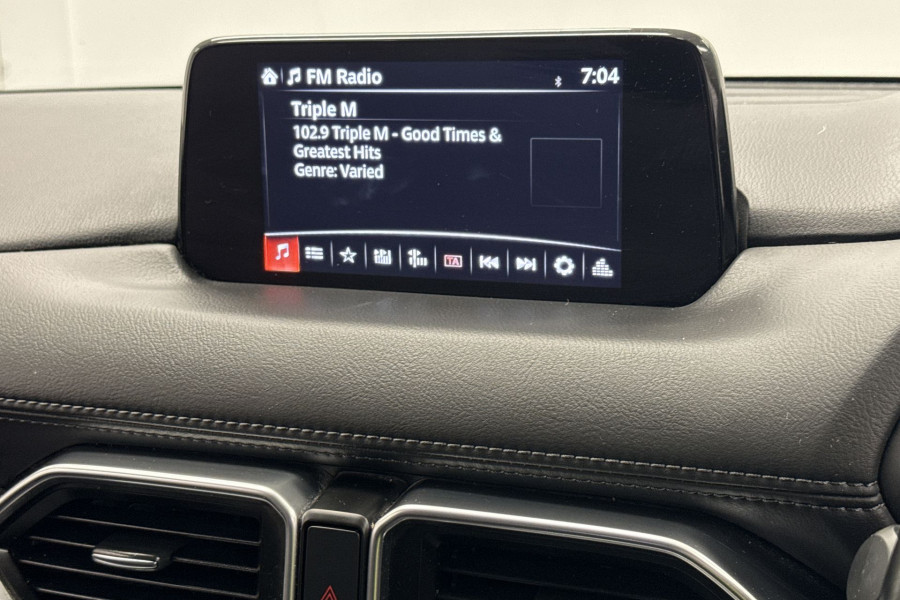 FM Radio
7:04
Triple M
102.9 Triple M - Good Times &
Greatest Hits
Genre: Varied
TA